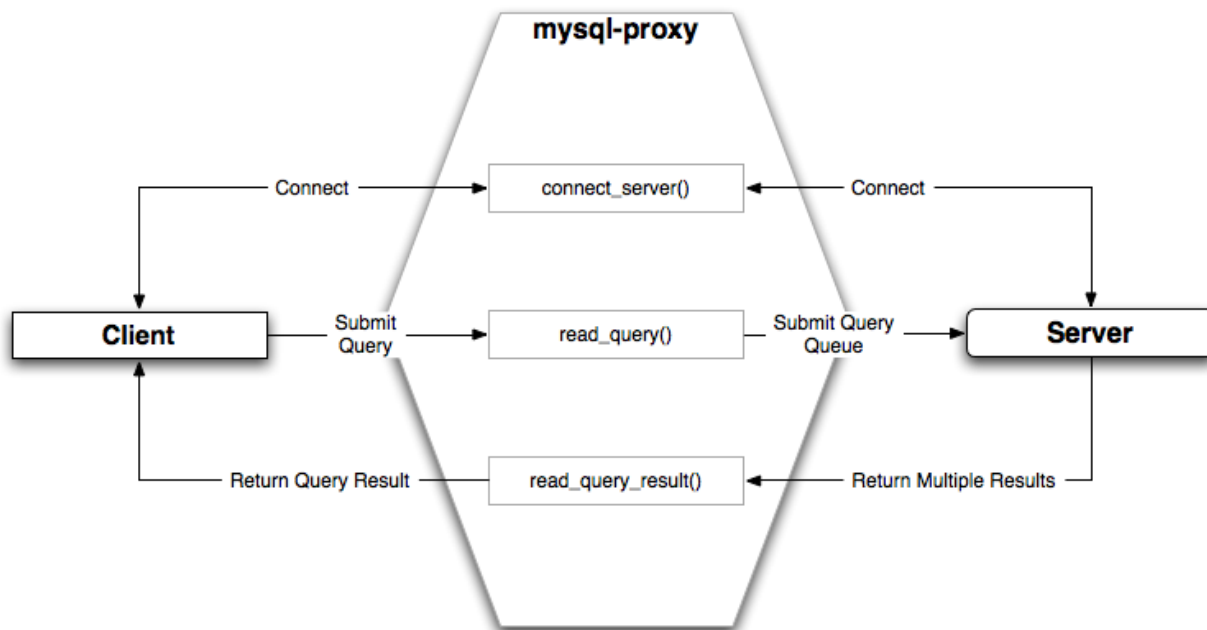 mysql-proxy
Connect
connect_server()
Connect
Client
Submit
Query
read_query()
Submit Query
Queue
Server
Return Query Result
read_query_result()
Return Multiple Results